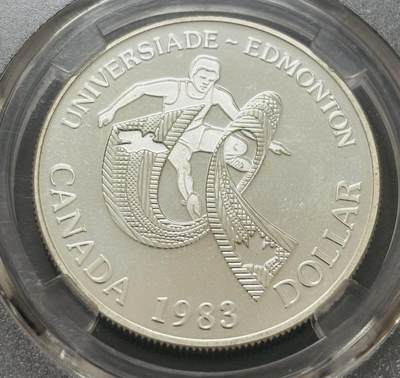 UNIVERSIADE ~ EDMONTON
CANADA 1983 DOLLAR